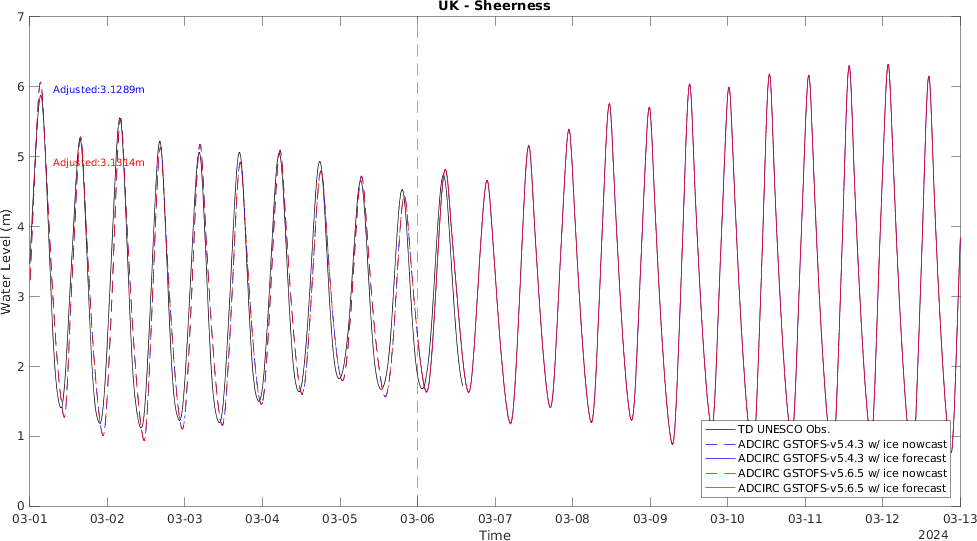 UK - Sheerness
7
6
5
4
3
2
1
0
Water Level (m)
Adjusted:3.1289m
Adjusted:3.1314m
TD UNESCO Obs.
ADCIRC GSTOFS-v5.4.3 w/ ice nowcast
ADCIRC GSTOFS-v5.4.3 w/ ice forecast
ADCIRC GSTOFS-v5.6.5 w/ ice nowcast
ADCIRC GSTOFS-v5.6.5 w/ ice forecast
03-01 03-02 03-03 03-04 03-05 03-06 03-07 03-08 03-09 03-10 03-11 03-12 03-13
Time
2024